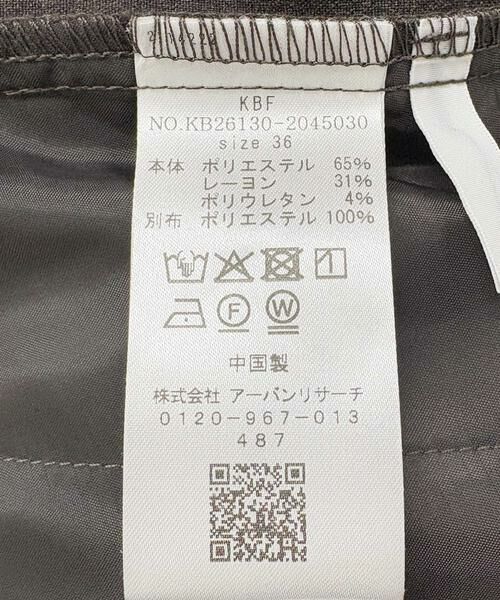 KBF
NO.KB26130-2045030
size 36
本体 ポリエステル 65%
レーヨン 31%
ポリウレタン 4%
別布 ポリエステル 100%
F W
中国製
株式会社 アーバンリサーチ
0120-967-013
487